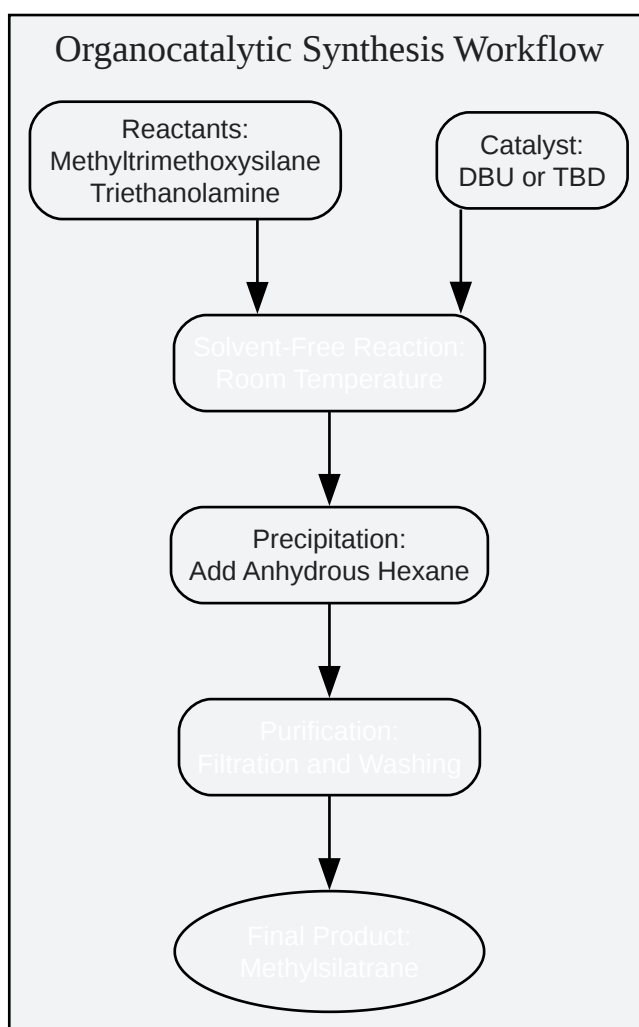 Organocatalytic Synthesis Workflow
Reactants:
Methyltrimethoxysilane
Triethanolamine
Catalyst:
DBU or TBD
Solvent-Free Reaction:
Room Temperature
Precipitation:
Add Anhydrous Hexane
Purification:
Filtration and Washing
Final Product:
Methylsilatrane